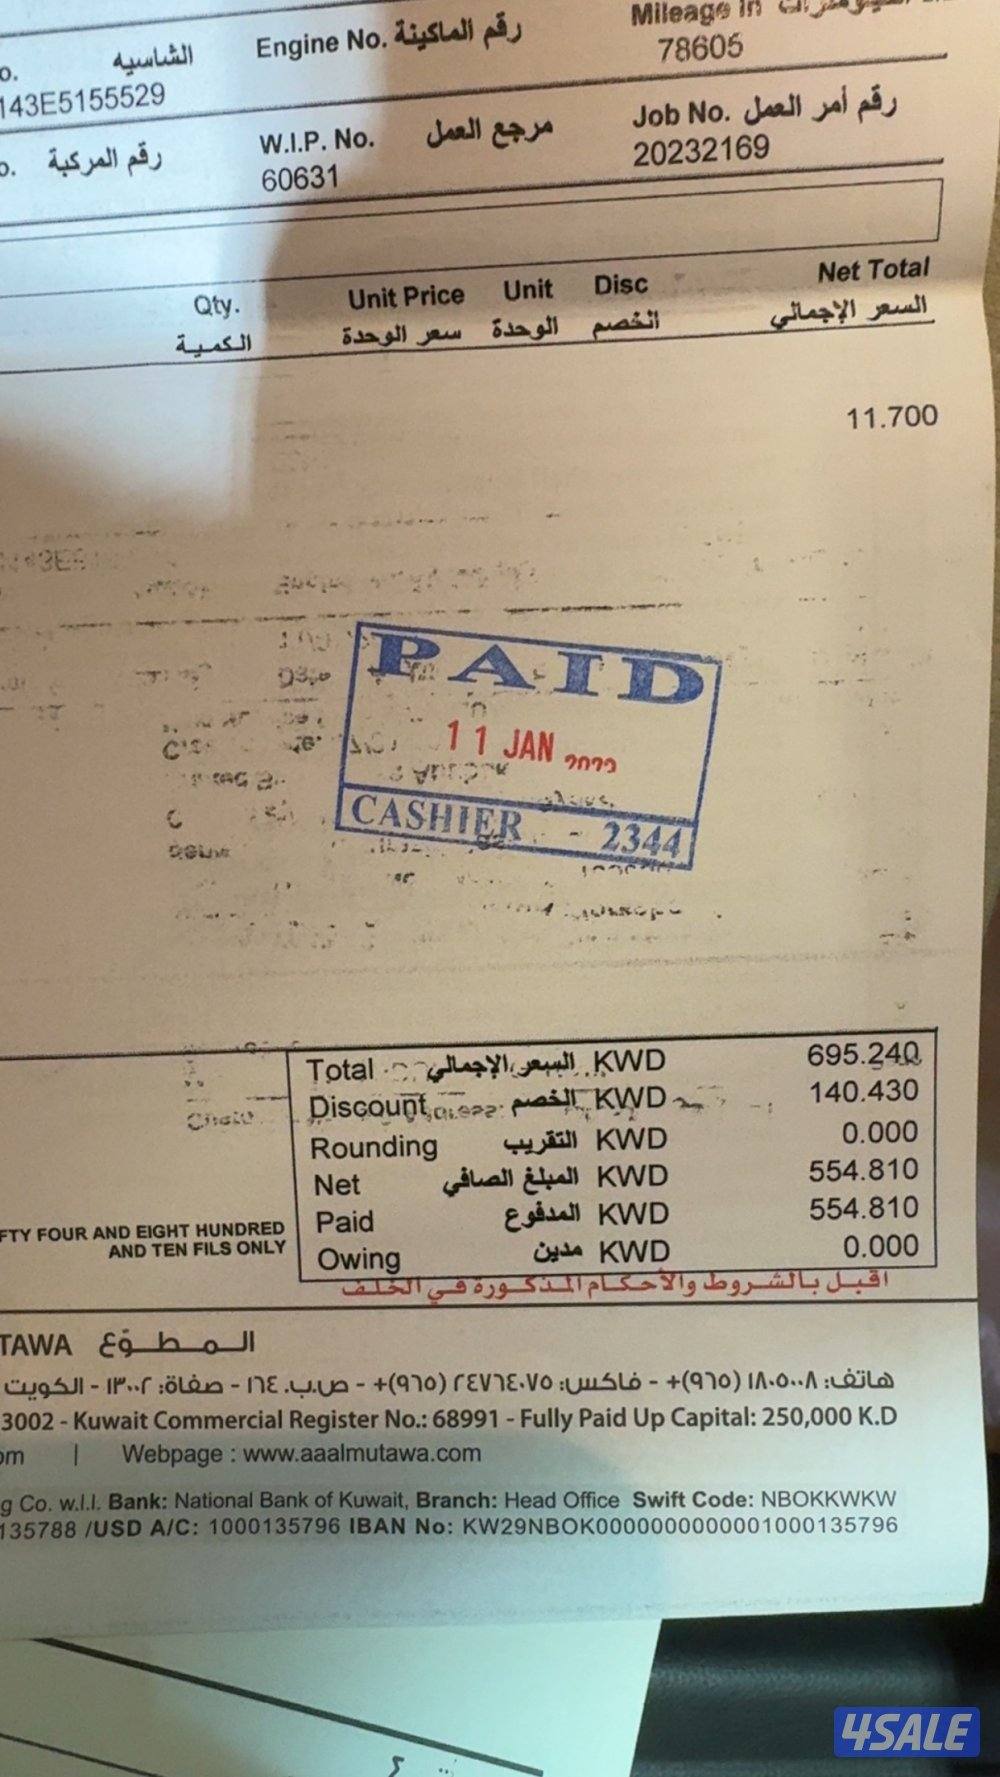 الشاسيه
Engine No. رقم الماكينة
Mileage in
o.
143E5155529
78605
o. رقم المركبة
W.I.P. No. مرجع العمل
Job No. رقم أمر العمل
60631
20232169
Qty. Unit Price Unit Disc Net Total
الكمية سعر الوحدة الوحدة الخصم السعر الإجمالي
11.700
PAID
11 JAN
CASHIER - 2344
Total السعر الإجمالي KWD 695.240
Discount الخصم KWD 140.430
Rounding التقريب KWD 0.000
Net المبلغ الصافي KWD 554.810
Paid المدفوع KWD 554.810
Owing مدين KWD 0.000
FTY FOUR AND EIGHT HUNDRED
AND TEN FILS ONLY
اقبل بالشروط والأحكام المذكورة في الخلف
TAWA المطوّع
هاتف: ١٨٠٥٠٠٨ (٩٦٥)+ - فاكس: ٢٤٧٦٤٠٧٥ (٩٦٥)+ - ص.ب. ١٦٤ - صفاة: ١٣٠٠٢ - الكويت
3002 - Kuwait Commercial Register No.: 68991 - Fully Paid Up Capital: 250,000 K.D
om | Webpage : www.aaalmutawa.com
g Co. w.l.l. Bank: National Bank of Kuwait, Branch: Head Office Swift Code: NBOKKWKW
135788 /USD A/C: 1000135796 IBAN No: KW29NBOK0000000000001000135796
4SALE